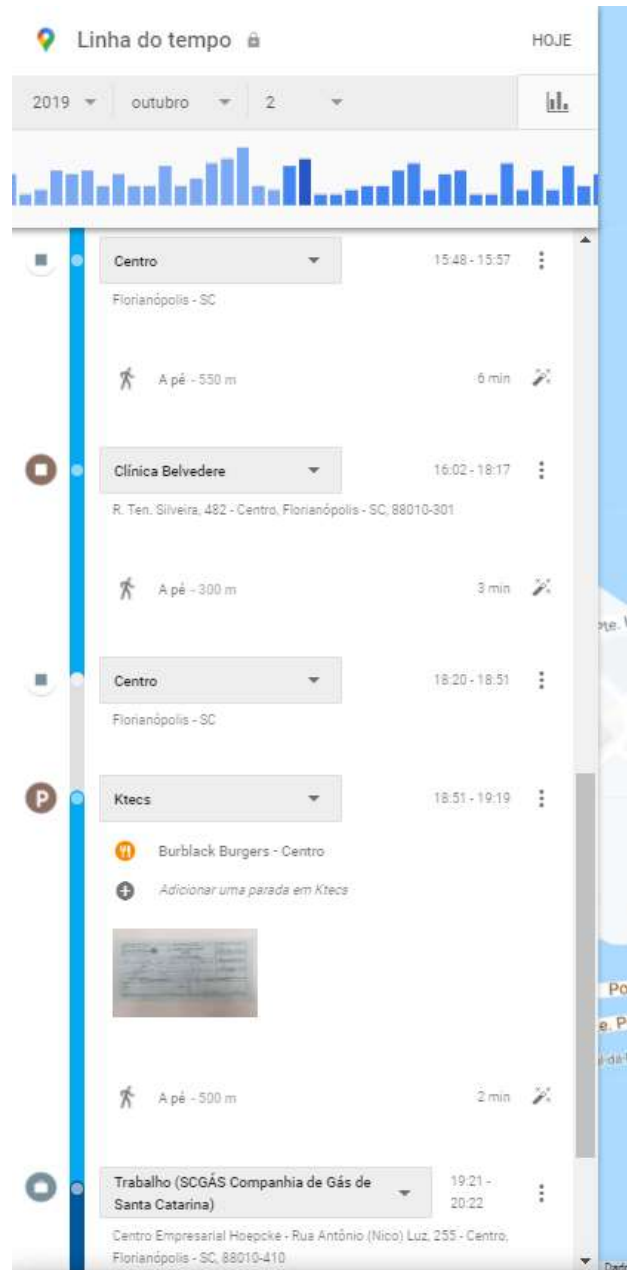 Linha do tempo
HOJE
2019 outubro 2
Centro 15:48 - 15:57
Florianópolis - SC
A pé - 550 m 6 min
Clínica Belvedere 16:02 - 18:17
R. Ten. Silveira, 482 - Centro, Florianópolis - SC, 88010-301
A pé - 300 m 3 min
Centro 18:20 - 18:51
Florianópolis - SC
P Ktecs 18:51 - 19:19
Burblack Burgers - Centro
Adicionar uma parada em Ktecs
A pé - 500 m 2 min
Trabalho (SCGÁS Companhia de Gás de 19:21 -
Santa Catarina) 20:22
Centro Empresarial Hoepcke - Rua Antônio (Nico) Luz, 255 - Centro,
Florianópolis - SC, 88010-410